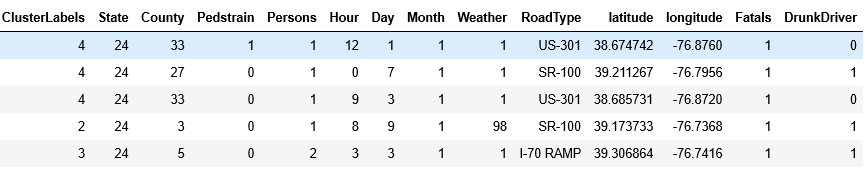 ClusterLabels State County Pedstrain Persons Hour Day Month Weather RoadType latitude longitude Fatals DrunkDriver
4 24 33 1 1 12 1 1 1 US-301 38.674742 -76.8760 1 0
4 24 27 0 1 0 7 1 1 SR-100 39.211267 -76.7956 1 1
4 24 33 0 1 9 3 1 1 US-301 38.685731 -76.8720 1 0
2 24 3 0 1 8 9 1 98 SR-100 39.173733 -76.7368 1 1
3 24 5 0 2 3 3 1 1 I-70 RAMP 39.306864 -76.7416 1 1